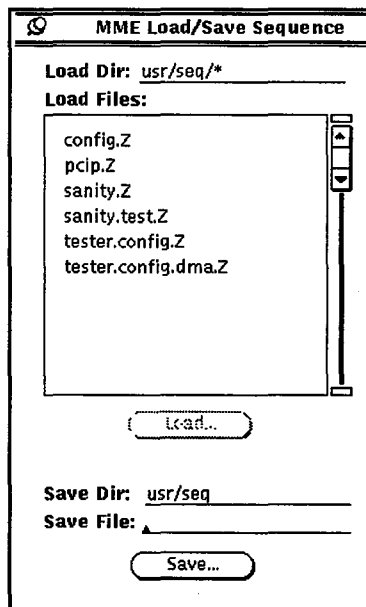 MME Load/Save Sequence
Load Dir: usr/seq/*
Load Files:
config.Z
pcip.Z
sanity.Z
sanity.test.Z
tester.config.Z
tester.config.dma.Z
Load...
Save Dir: usr/seq
Save File:
Save...